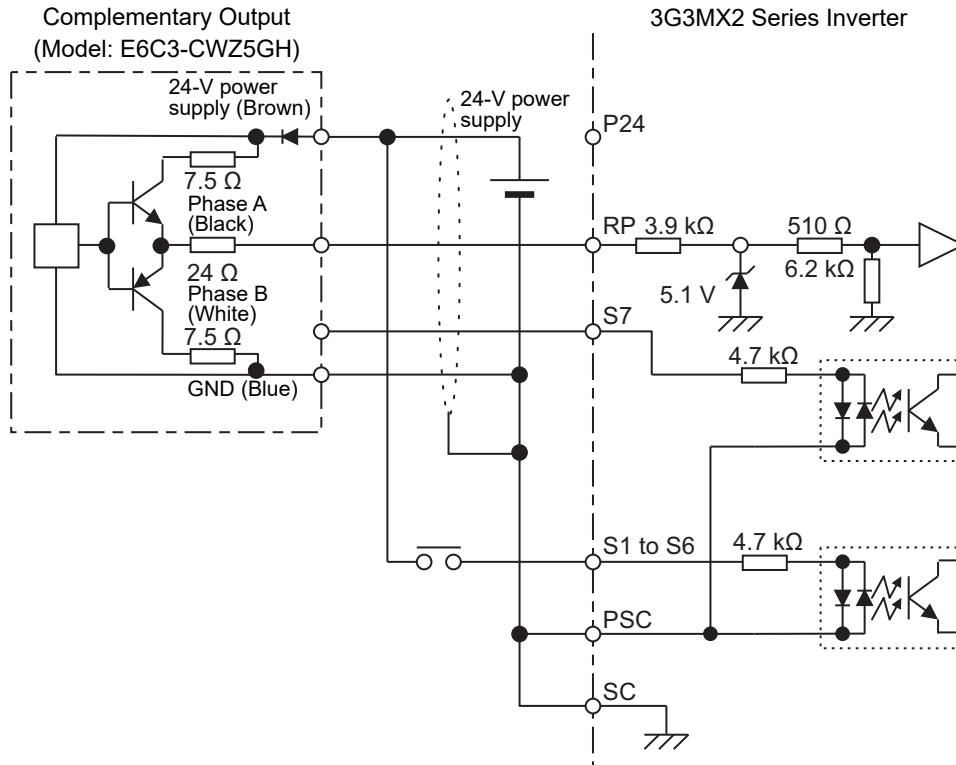 Complementary Output
(Model: E6C3-CWZ5GH)
3G3MX2 Series Inverter
24-V power
supply (Brown)
24-V power
supply
P24
7.5 Ω
Phase A
(Black)
RP 3.9 kΩ
510 Ω
6.2 kΩ
5.1 V
24 Ω
Phase B
(White)
7.5 Ω
S7
GND (Blue)
4.7 kΩ
S1 to S6
4.7 kΩ
PSC
SC